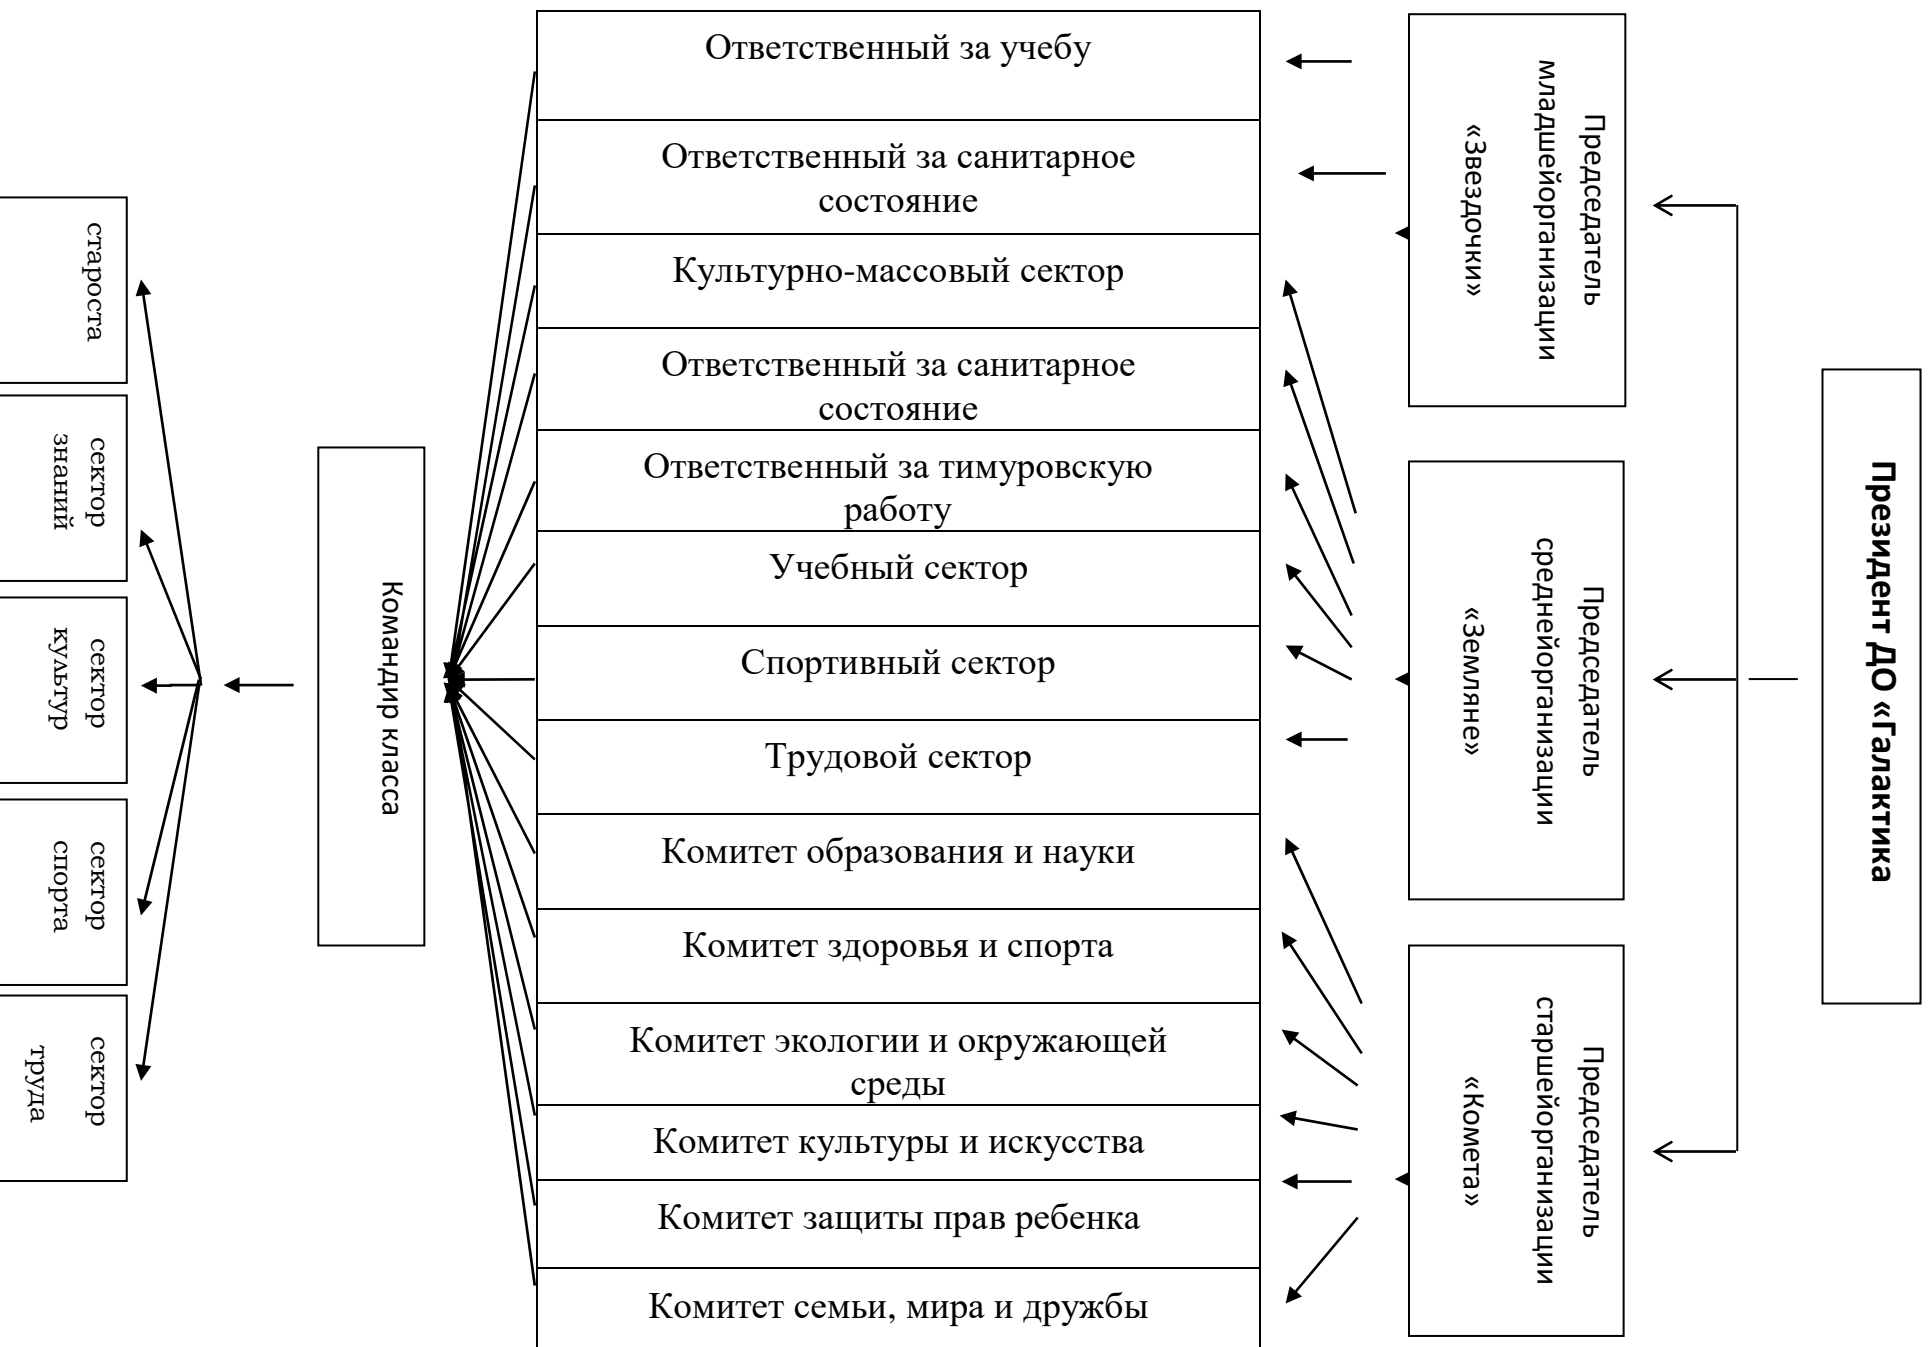 Президент ДО «Галактика
Председатель
младшейорганизации
«Звездочки»
Председатель
среднейорганизации
«Земляне»
Председатель
старшейорганизации
«Комета»
Ответственный за учебу
Ответственный за санитарное
состояние
Культурно-массовый сектор
Ответственный за санитарное
состояние
Ответственный за тимуровскую
работу
Учебный сектор
Спортивный сектор
Трудовой сектор
Комитет образования и науки
Комитет здоровья и спорта
Комитет экологии и окружающей
среды
Комитет культуры и искусства
Комитет защиты прав ребенка
Комитет семьи, мира и дружбы
Командир класса
староста
сектор
знаний
сектор
культур
сектор
спорта
сектор
труда